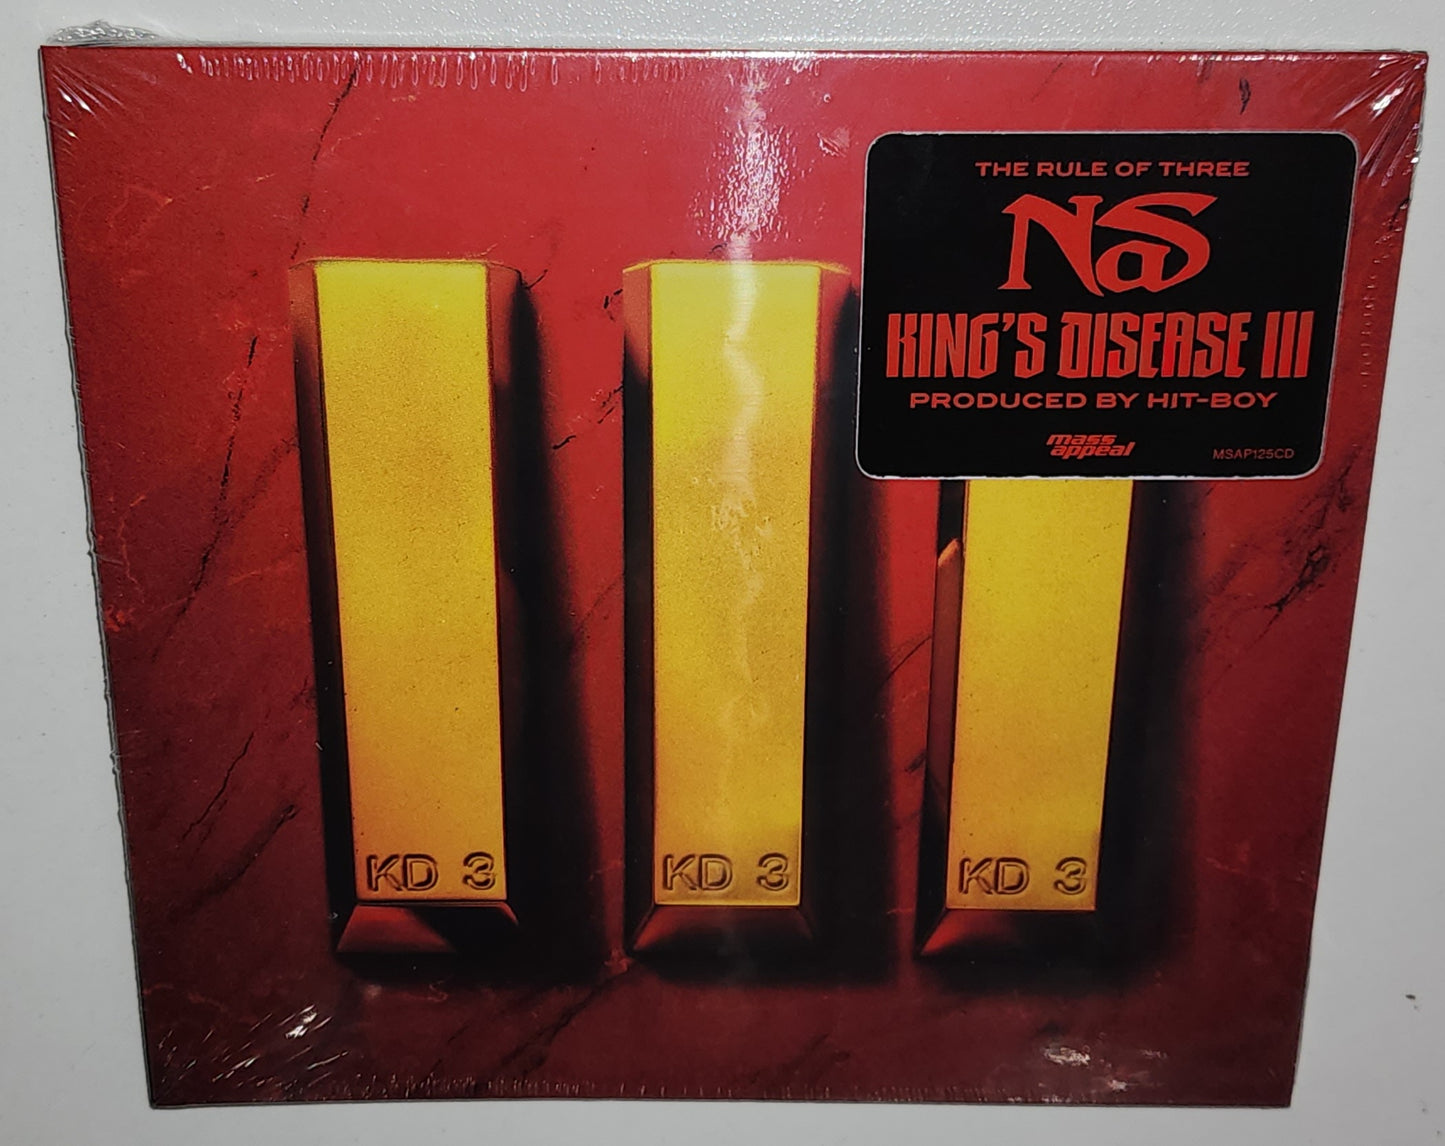 THE RULE OF THREE
NaS
KING'S DISEASE III
PRODUCED BY HIT-BOY
mass
appeal
MSAP125CD
KD 3
KD 3
KD 3